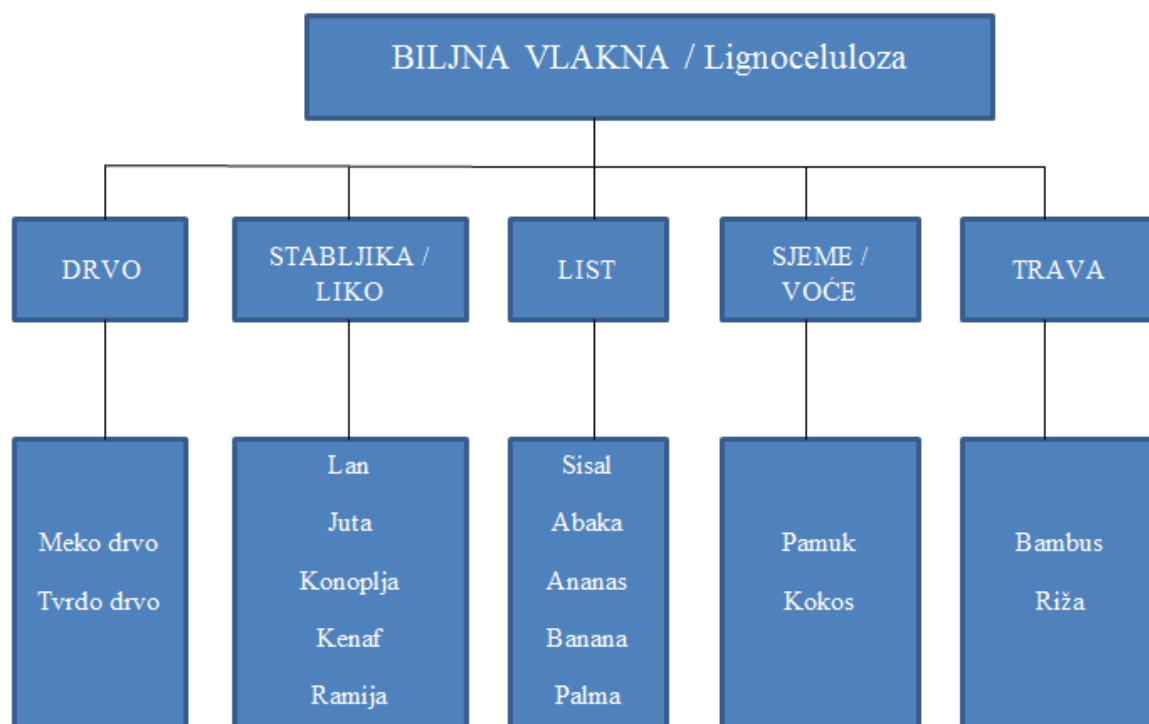 BILJNA VLAKNA / Lignoceluloza
DRVO
STABLJIKA /
LIKO
LIST
SJEME /
VOĆE
TRAVA
Meko drvo
Tvrdo drvo
Lan
Juta
Konoplja
Kenaf
Ramija
Sisal
Abaka
Ananas
Banana
Palma
Pamuk
Kokos
Bambus
Riža